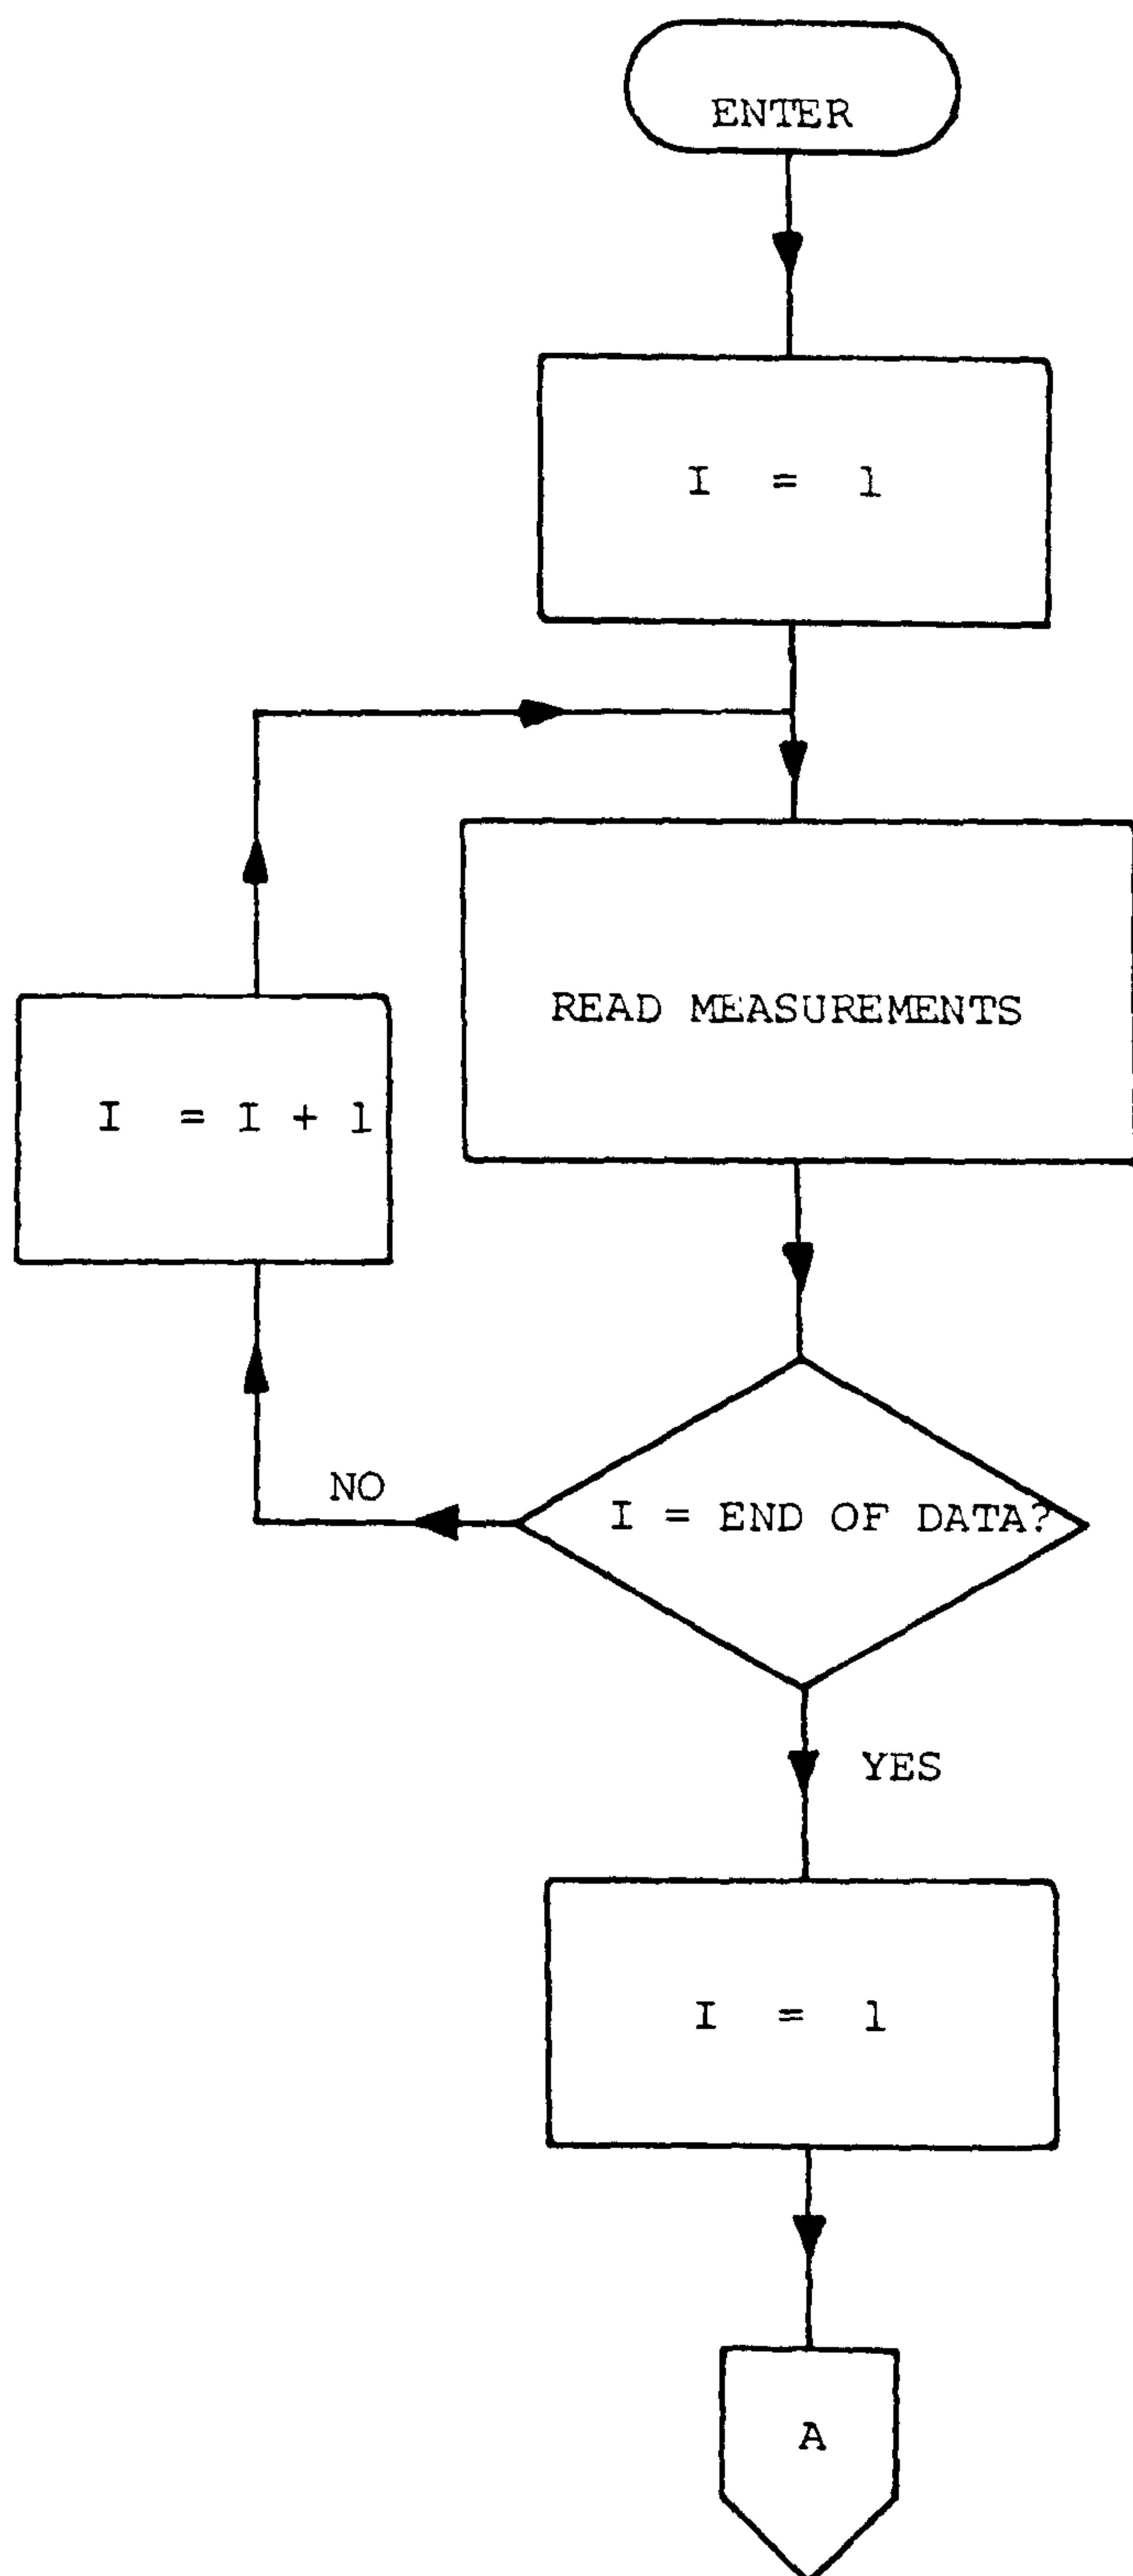 ENTER
I = 1
READ MEASUREMENTS
I = I + 1
I = END OF DATA?
NO
YES
I = 1
A